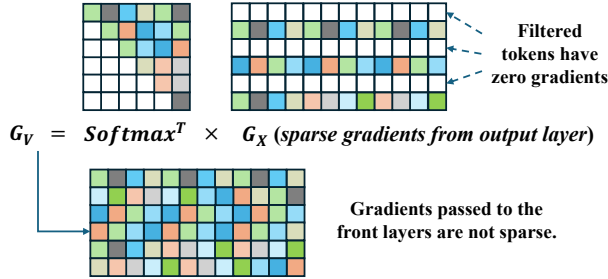 Filtered
tokens have
zero gradients
G_V = Softmax^T × G_X (sparse gradients from output layer)
Gradients passed to the
front layers are not sparse.